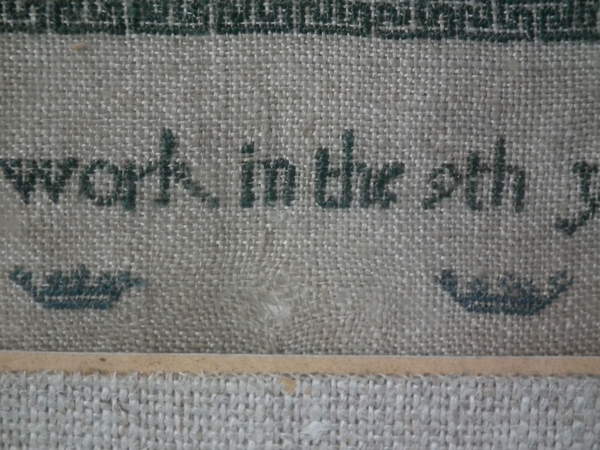 work in the 9th y